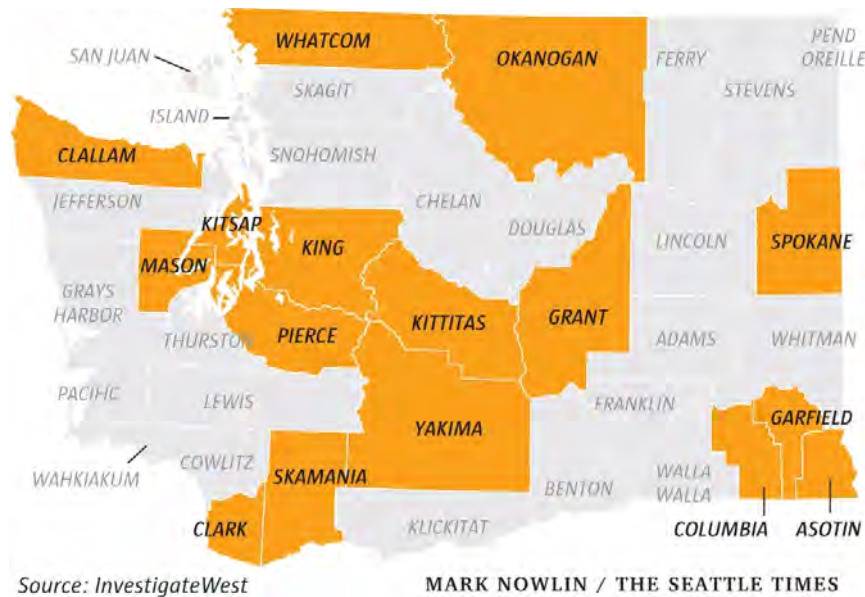 WHATCOM
OKANOGAN
PEND
OREILLE
SAN JUAN
FERRY
SKAGIT
STEVENS
ISLAND
CLALLAM
SNOHOMISH
JEFFERSON
CHELAN
KITSAP
DOUGLAS
KING
LINCOLN
SPOKANE
MASON
GRAYS
HARBOR
KITTITAS
GRANT
PIERCE
THURSTON
ADAMS
WHITMAN
PACIFIC
LEWIS
FRANKLIN
GARFIELD
YAKIMA
COWLITZ
SKAMANIA
WAHKIAKUM
WALLA
WALLA
BENTON
CLARK
KLICKITAT
COLUMBIA
ASOTIN
Source: InvestigateWest
MARK NOWLIN / THE SEATTLE TIMES